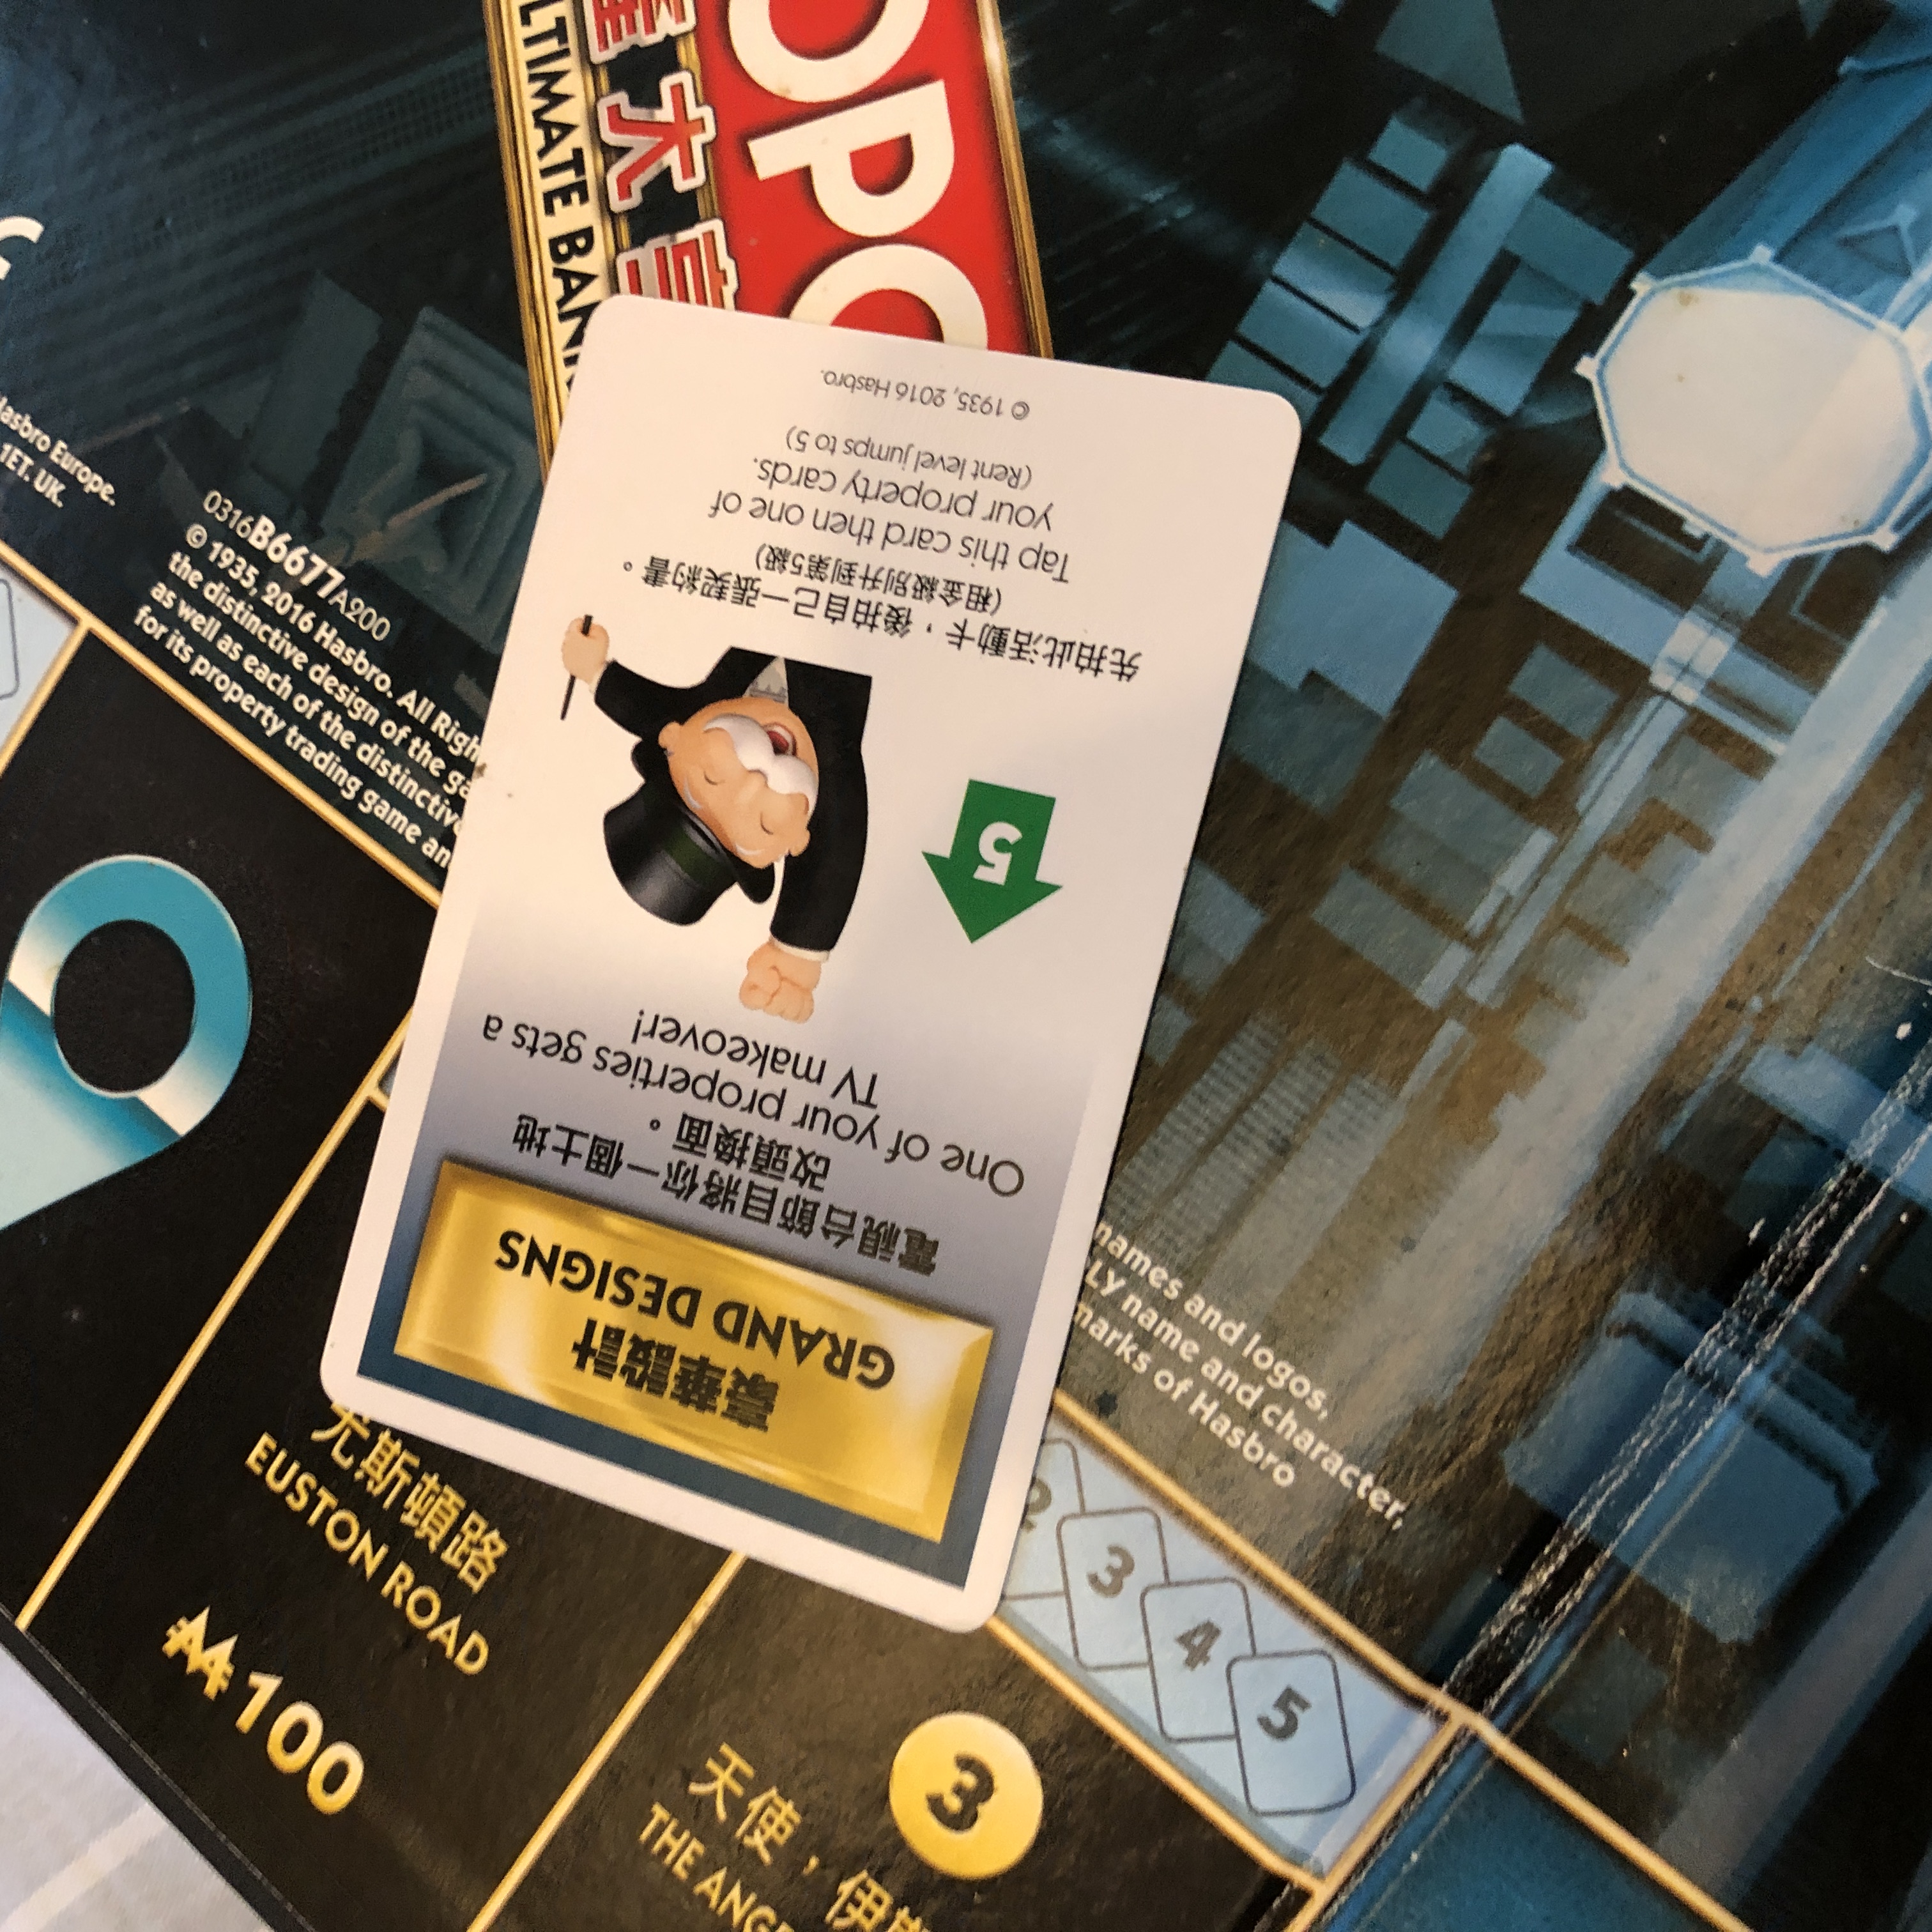 豪華設計
GRAND DESIGNS
電視台節目將你一個土地
改頭換面。
One of your properties gets a
TV makeover!
5
先拍此活動卡,後拍自己一張契約書。
(租金級別升到第5級)
Tap this card then one of
your property cards.
(Rent level jumps to 5)
© 1935, 2016 Hasbro.
尤斯頓路
EUSTON ROAD
₩100
天使,
THE
3
2
3
4
5
names and logos,
LY name and character,
marks of Hasbro
0316B6677A200
© 1935, 2016 Hasbro. All
the distinctive design of the
as well as each of the distinctive
for its property trading game
Hasbro Europe,
1ET. UK.
ULTIMATE
大
OPO